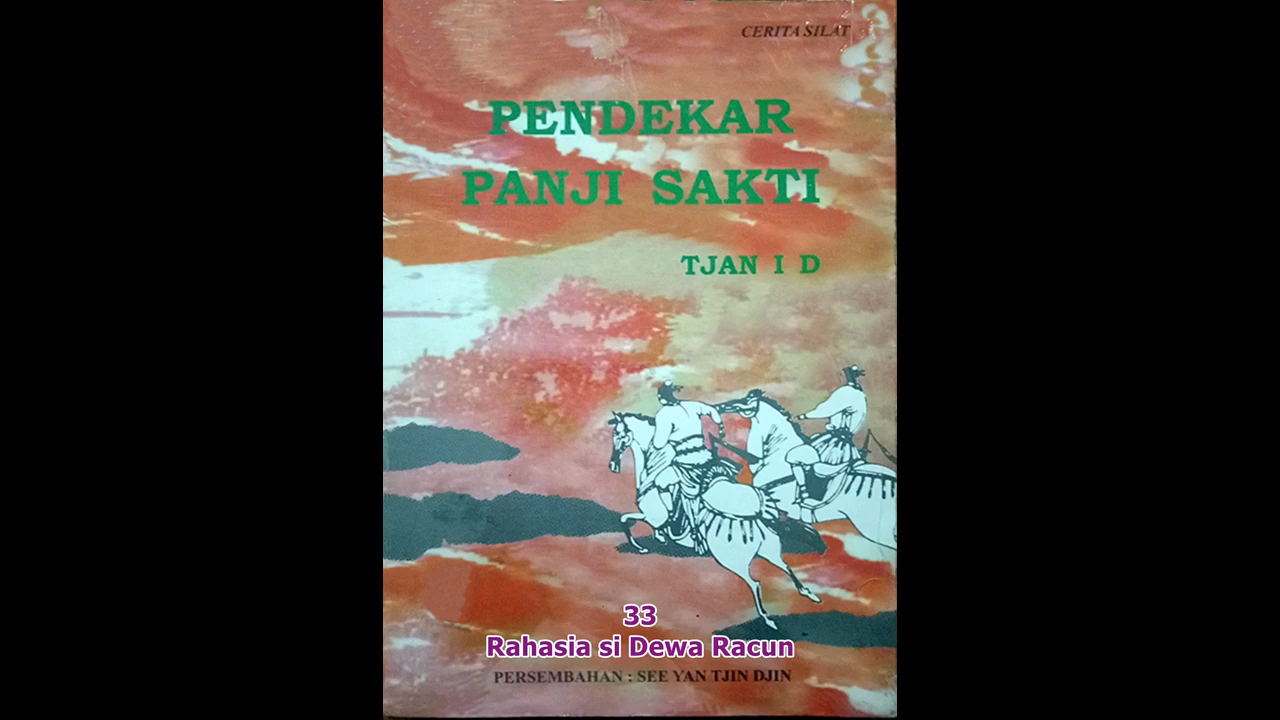 CERITA SILAT
PENDEKAR
PANJI SAKTI
TJAN I D
33
Rahasia si Dewa Racun
PERSEMBAHAN : SEE YAN TJIN DJIN